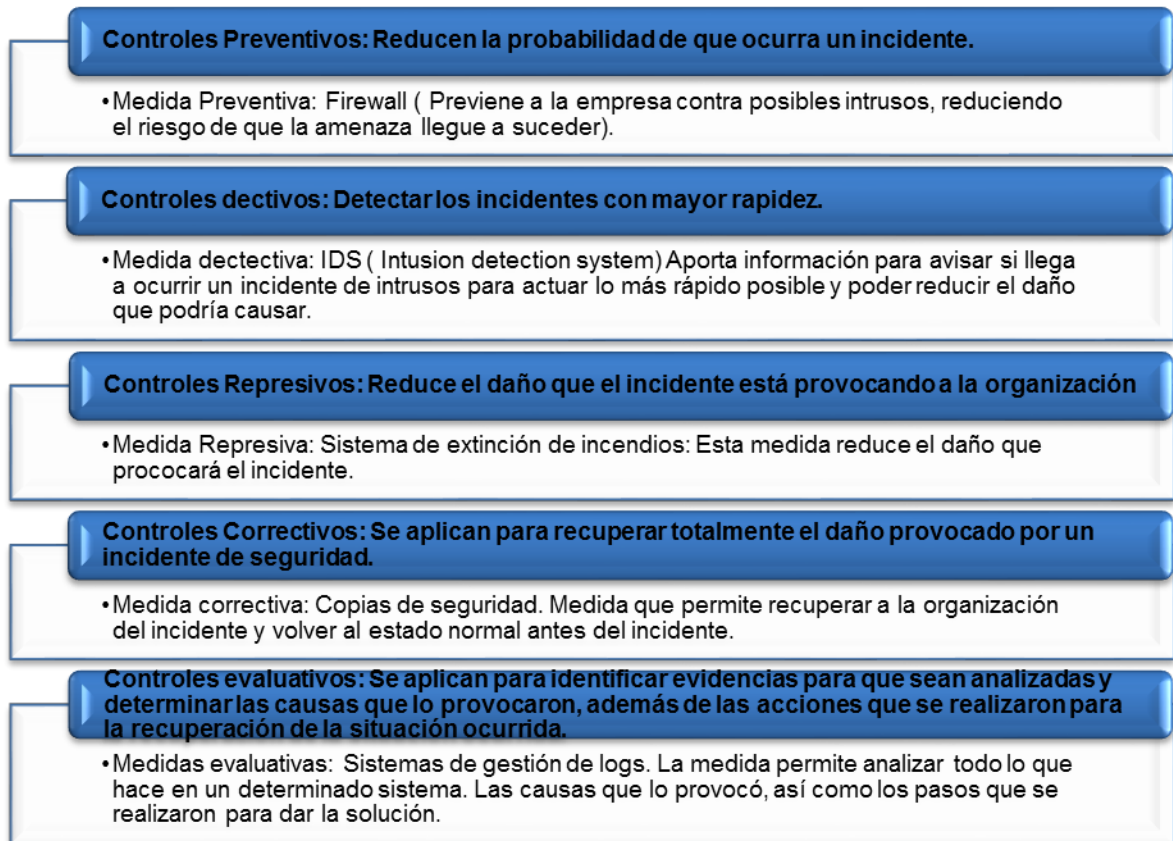 Controles Preventivos: Reducen la probabilidad de que ocurra un incidente.
•Medida Preventiva: Firewall ( Previene a la empresa contra posibles intrusos, reduciendo
el riesgo de que la amenaza llegue a suceder).
Controles dectivos: Detectar los incidentes con mayor rapidez.
•Medida dectectiva: IDS ( Intusion detection system) Aporta información para avisar si llega
a ocurrir un incidente de intrusos para actuar lo más rápido posible y poder reducir el daño
que podría causar.
Controles Represivos: Reduce el daño que el incidente está provocando a la organización
•Medida Represiva: Sistema de extinción de incendios: Esta medida reduce el daño que
prococará el incidente.
Controles Correctivos: Se aplican para recuperar totalmente el daño provocado por un
incidente de seguridad.
•Medida correctiva: Copias de seguridad. Medida que permite recuperar a la organización
del incidente y volver al estado normal antes del incidente.
Controles evaluativos: Se aplican para identificar evidencias para que sean analizadas y
determinar las causas que lo provocaron, además de las acciones que se realizaron para
la recuperación de la situación ocurrida.
•Medidas evaluativas: Sistemas de gestión de logs. La medida permite analizar todo lo que
hace en un determinado sistema. Las causas que lo provocó, así como los pasos que se
realizaron para dar la solución.